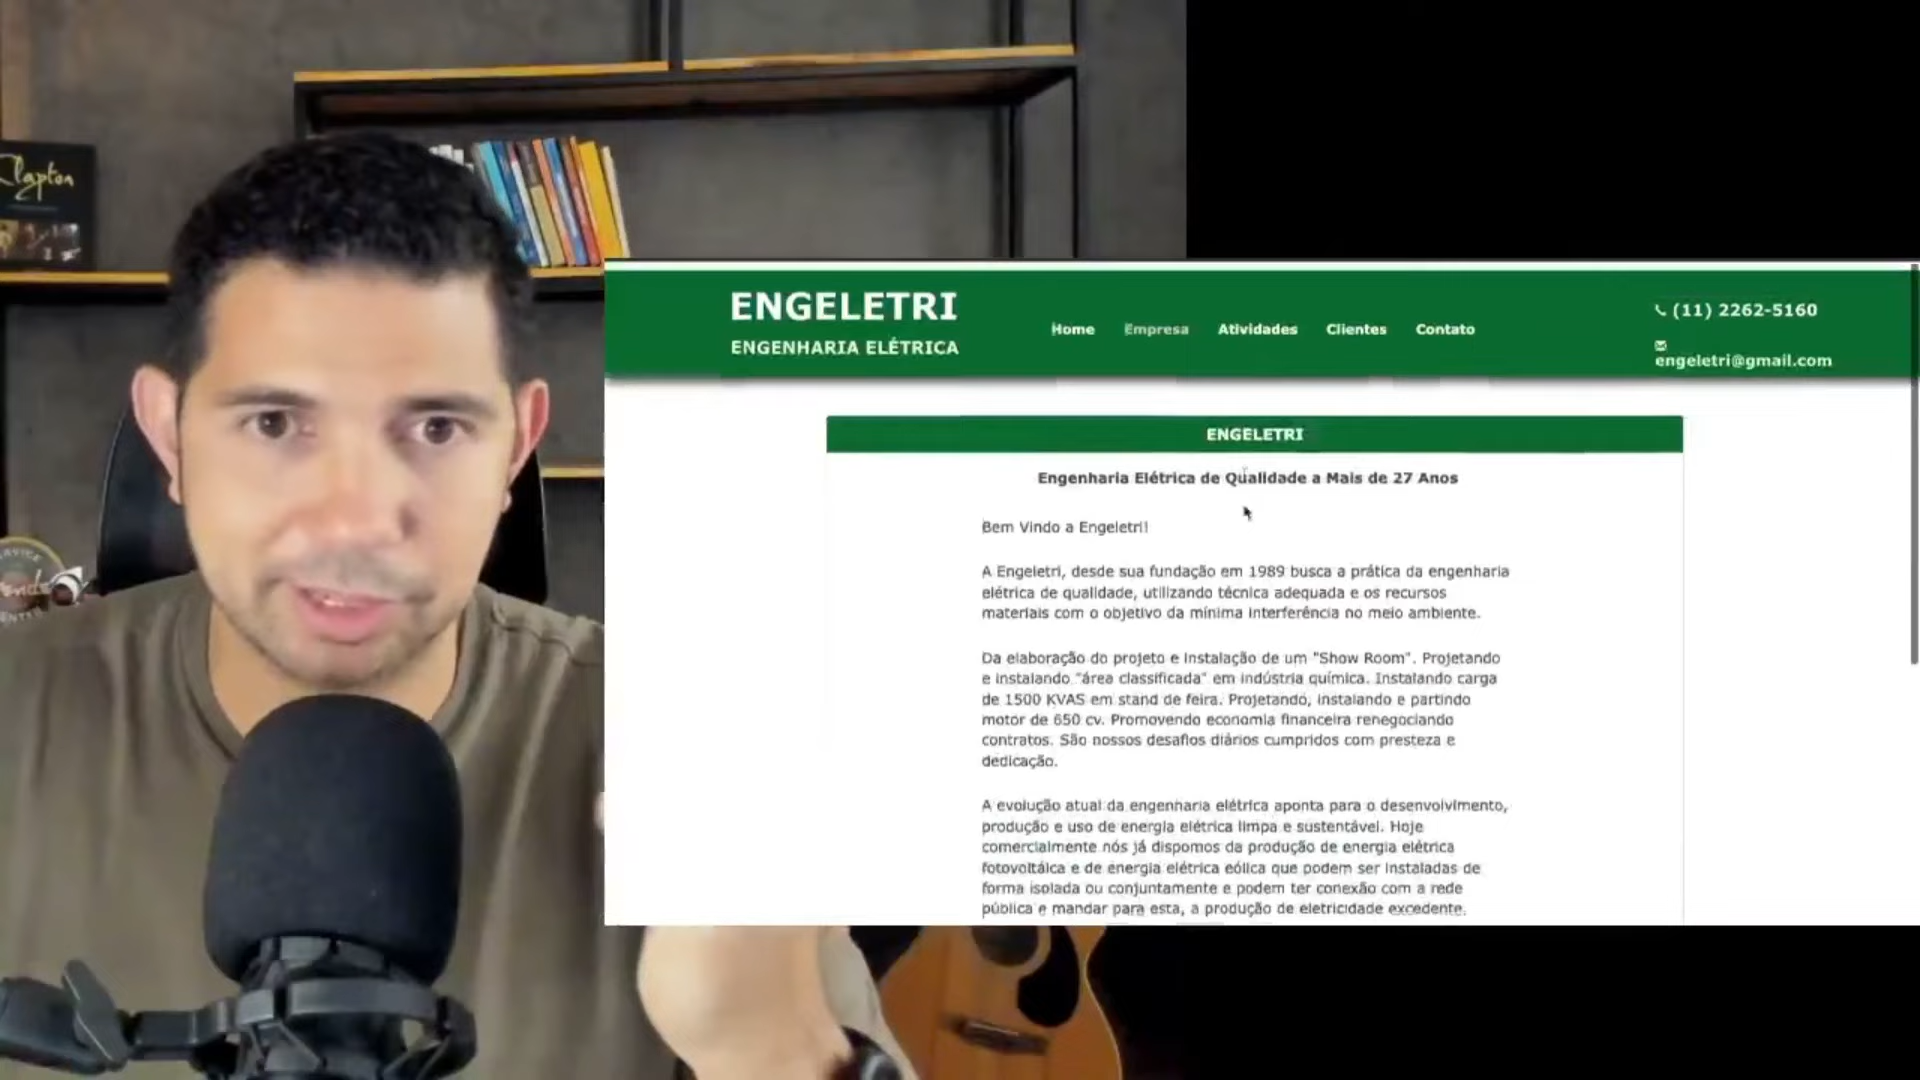 Clapton
ENGELETRI
ENGENHARIA ELÉTRICA
Home Empresa Atividades Clientes Contato
(11) 2262-5160
engeletri@gmail.com
ENGELETRI
Engenharia Elétrica de Qualidade a Mais de 27 Anos
Bem Vindo a Engeletri!
A Engeletri, desde sua fundação em 1989 busca a prática da engenharia
elétrica de qualidade, utilizando técnica adequada e os recursos
materiais com o objetivo da mínima interferência no meio ambiente.
Da elaboração do projeto e instalação de um "Show Room". Projetando
e instalando "área classificada" em indústria química. Instalando carga
de 1500 KVAS em stand de feira. Projetando, instalando e partindo
motor de 650 cv. Promovendo economia financeira renegociando
contratos. São nossos desafios diários cumpridos com presteza e
dedicação.
A evolução atual da engenharia elétrica aponta para o desenvolvimento,
produção e uso de energia elétrica limpa e sustentável. Hoje
comercialmente nós já dispomos da produção de energia elétrica
fotovoltáica e de energia elétrica eólica que podem ser instaladas de
forma isolada ou conjuntamente e podem ter conexão com a rede
pública e mandar para esta, a produção de eletricidade excedente.